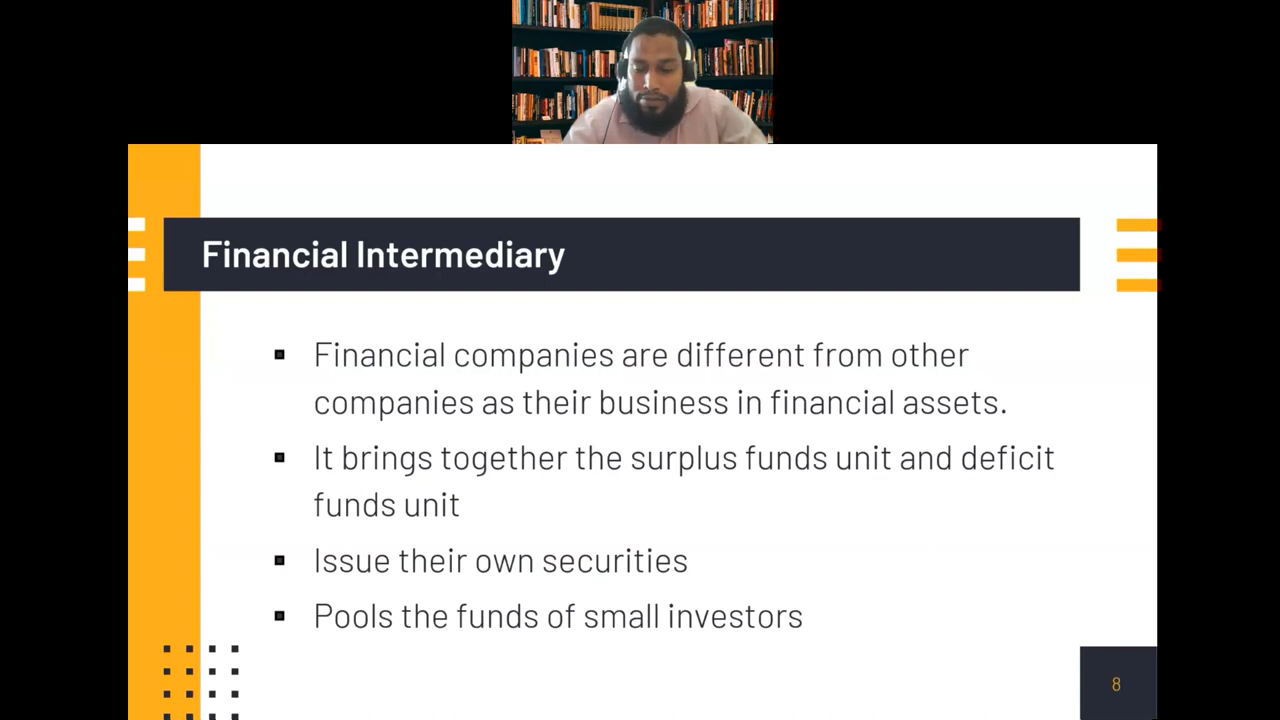 Financial Intermediary
Financial companies are different from other
companies as their business in financial assets.
It brings together the surplus funds unit and deficit
funds unit
Issue their own securities
Pools the funds of small investors
8